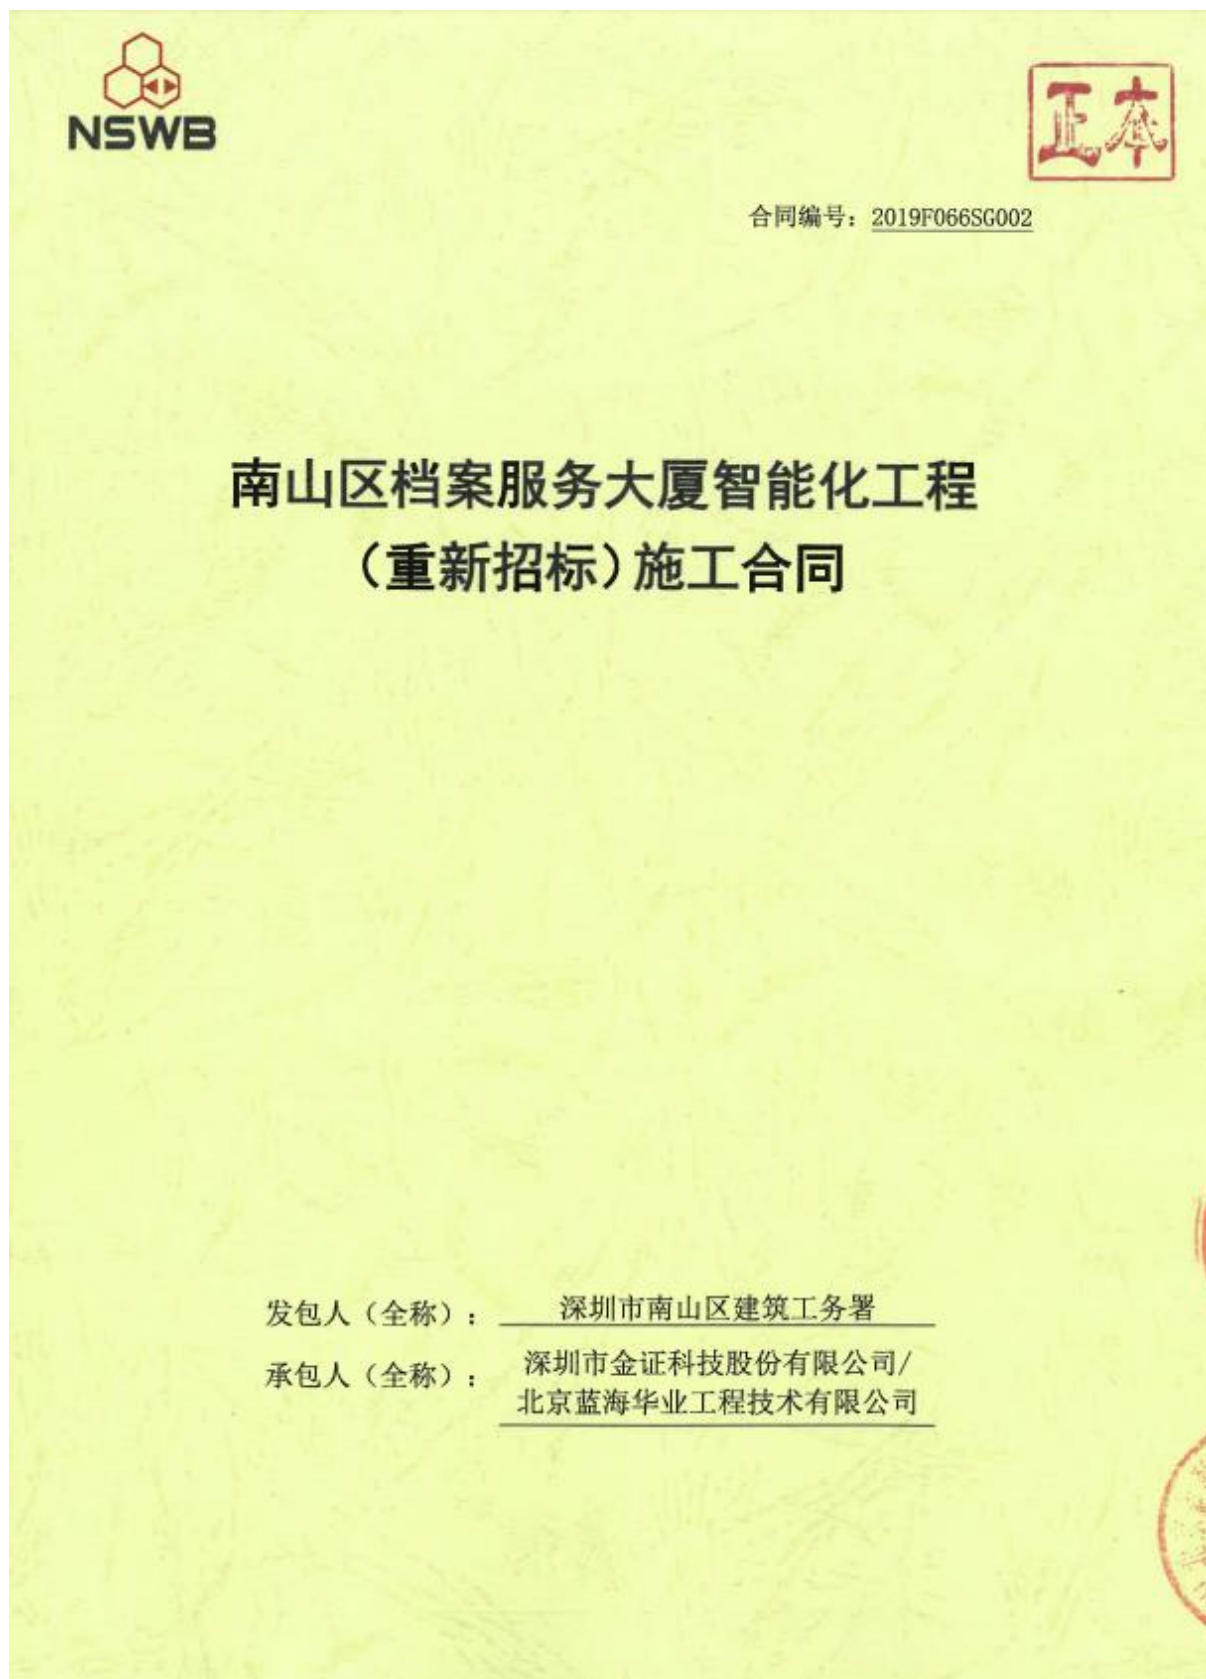 NSWB
正本
合同编号：2019F066SG002
南山区档案服务大厦智能化工程
（重新招标）施工合同
发包人（全称）：深圳市南山区建筑工务署
承包人（全称）：深圳市金证科技股份有限公司/
北京蓝海华业工程技术有限公司